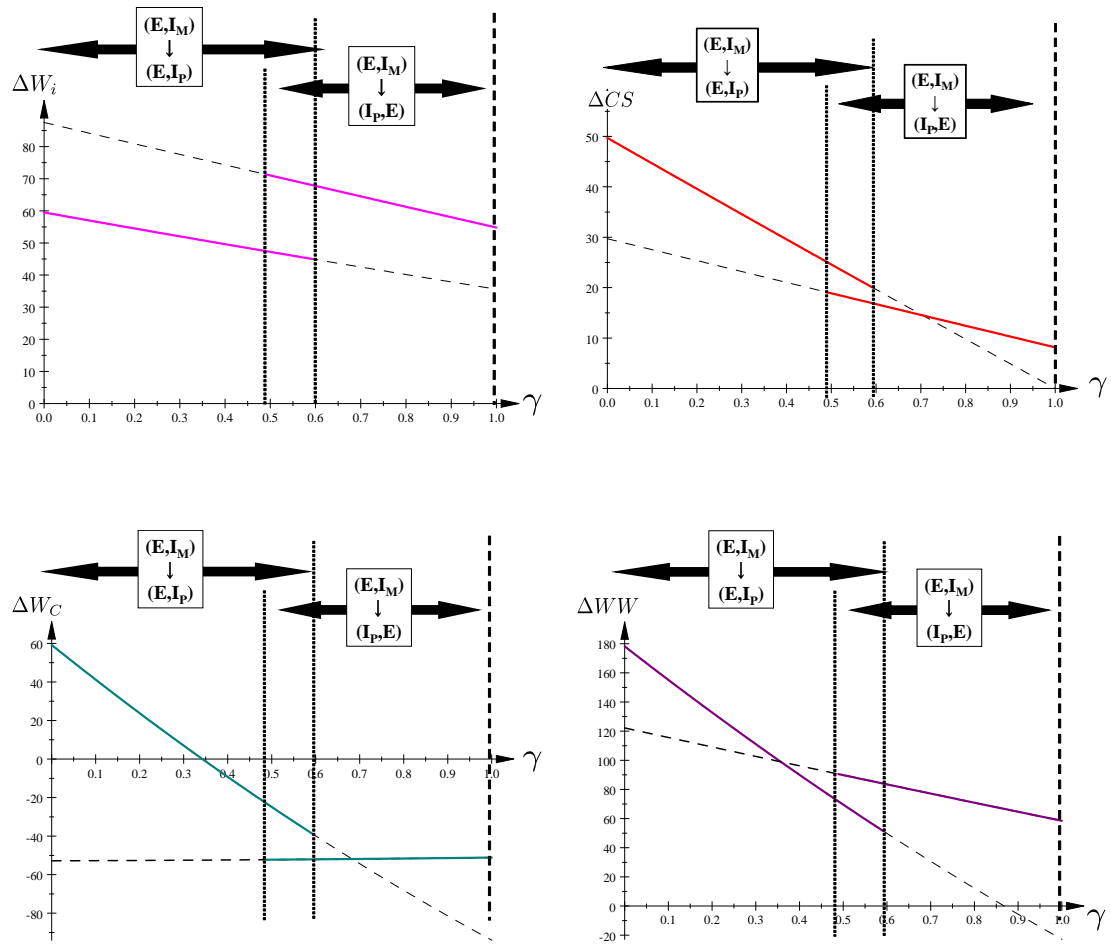 (E,I_M)
↓
(E,I_P)
(E,I_M)
↓
(I_P,E)
ΔW_i
80
70
60
50
40
30
20
10
0
0.0 0.1 0.2 0.3 0.4 0.5 0.6 0.7 0.8 0.9 1.0
γ
(E,I_M)
↓
(E,I_P)
(E,I_M)
↓
(I_P,E)
ΔCS
50
40
30
20
10
0
0.0 0.1 0.2 0.3 0.4 0.5 0.6 0.7 0.8 0.9 1.0
γ
(E,I_M)
↓
(E,I_P)
(E,I_M)
↓
(I_P,E)
ΔW_C
60
40
20
0
-20
-40
-60
-80
0.1 0.2 0.3 0.4 0.5 0.6 0.7 0.8 0.9 1.0
γ
(E,I_M)
↓
(E,I_P)
(E,I_M)
↓
(I_P,E)
ΔWW
180
160
140
120
100
80
60
40
20
0
-20
0.1 0.2 0.3 0.4 0.5 0.6 0.7 0.8 0.9 1.0
γ